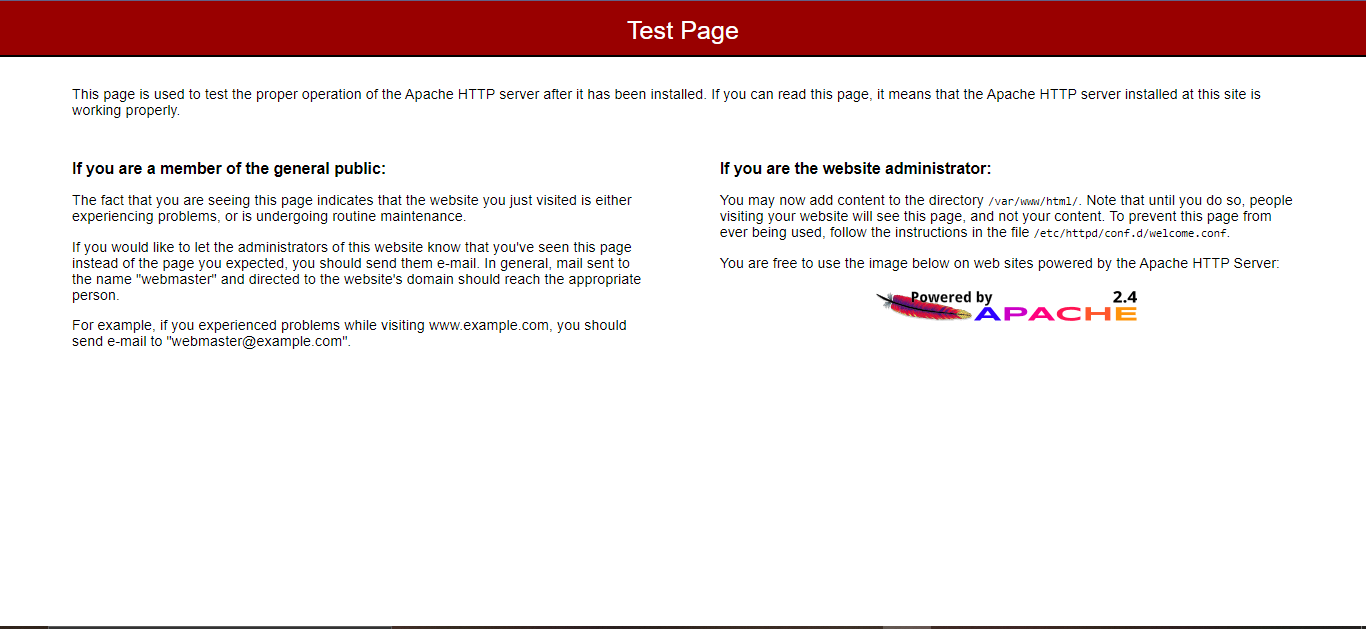 Test Page
This page is used to test the proper operation of the Apache HTTP server after it has been installed. If you can read this page, it means that the Apache HTTP server installed at this site is
working properly.
If you are a member of the general public:
The fact that you are seeing this page indicates that the website you just visited is either
experiencing problems, or is undergoing routine maintenance.
If you would like to let the administrators of this website know that you've seen this page
instead of the page you expected, you should send them e-mail. In general, mail sent to
the name "webmaster" and directed to the website's domain should reach the appropriate
person.
For example, if you experienced problems while visiting www.example.com, you should
send e-mail to "webmaster@example.com".
If you are the website administrator:
You may now add content to the directory /var/www/html/. Note that until you do so, people
visiting your website will see this page, and not your content. To prevent this page from
ever being used, follow the instructions in the file /etc/httpd/conf.d/welcome.conf.
You are free to use the image below on web sites powered by the Apache HTTP Server:
Powered by 2.4
APACHE